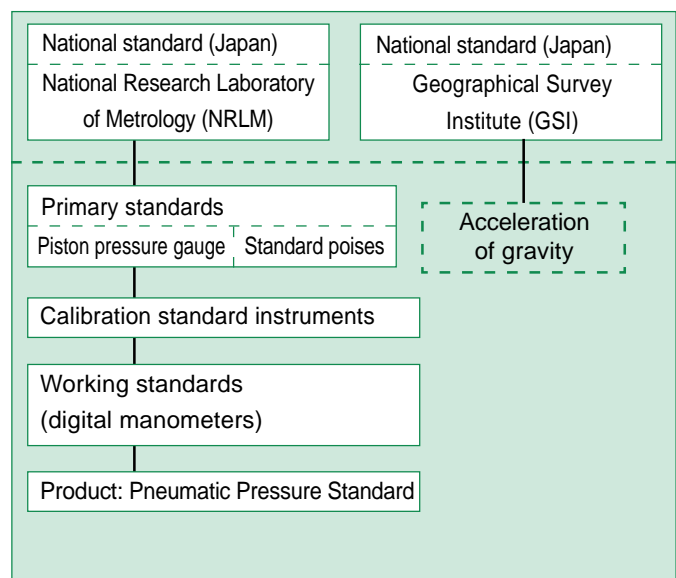 National standard (Japan)
National Research Laboratory
of Metrology (NRLM)
National standard (Japan)
Geographical Survey
Institute (GSI)
Primary standards
Piston pressure gauge
Standard poises
Acceleration
of gravity
Calibration standard instruments
Working standards
(digital manometers)
Product: Pneumatic Pressure Standard